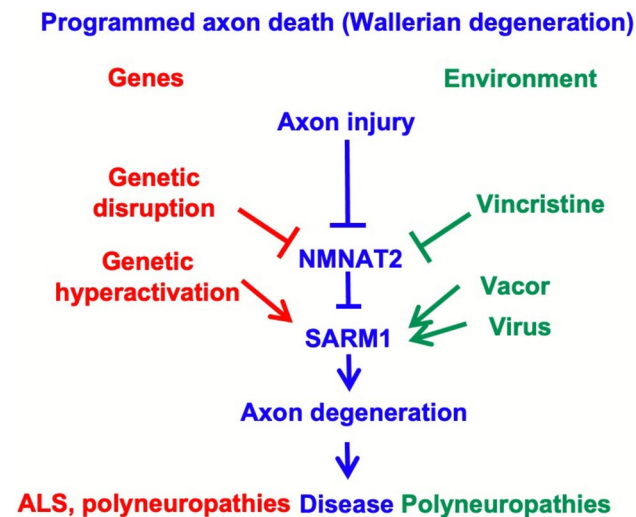 Programmed axon death (Wallerian degeneration)
Genes
Environment
Axon injury
Genetic
disruption
Vincristine
NMNAT2
Genetic
hyperactivation
Vacor
Virus
SARM1
Axon degeneration
ALS, polyneuropathies Disease Polyneuropathies